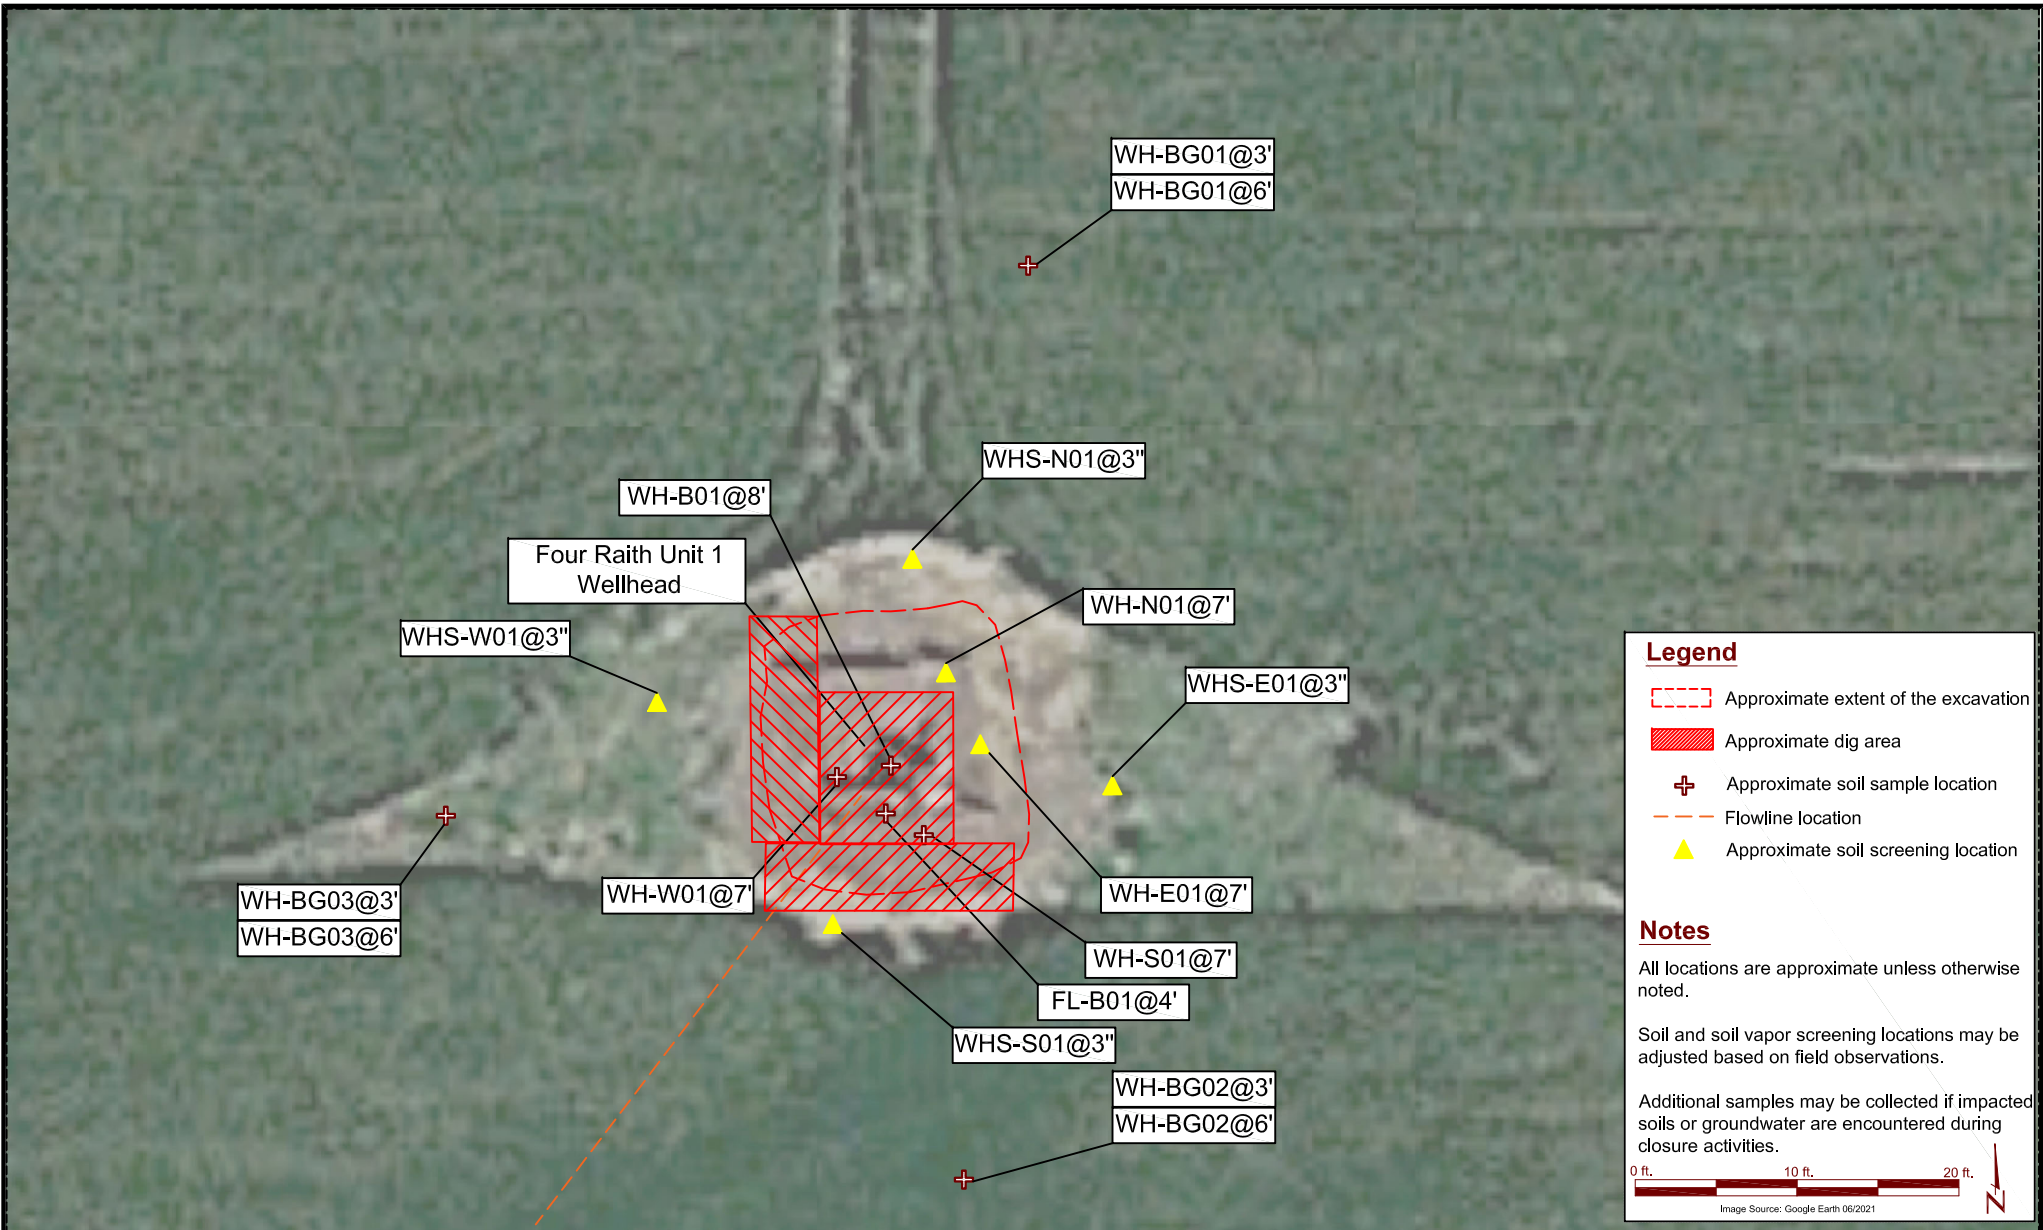 WH-BG01@3'
WH-BG01@6'
WHS-N01@3"
WH-B01@8'
Four Raith Unit 1
Wellhead
WH-N01@7'
WHS-W01@3"
WHS-E01@3"
WH-W01@7'
WH-E01@7'
WH-BG03@3'
WH-BG03@6'
WH-S01@7'
FL-B01@4'
WHS-S01@3"
WH-BG02@3'
WH-BG02@6'
Legend
Approximate extent of the excavation
Approximate dig area
Approximate soil sample location
Flowline location
Approximate soil screening location
Notes
All locations are approximate unless otherwise
noted.
Soil and soil vapor screening locations may be
adjusted based on field observations.
Additional samples may be collected if impacted
soils or groundwater are encountered during
closure activities.
0 ft. 10 ft. 20 ft.
N
Image Source: Google Earth 06/2021